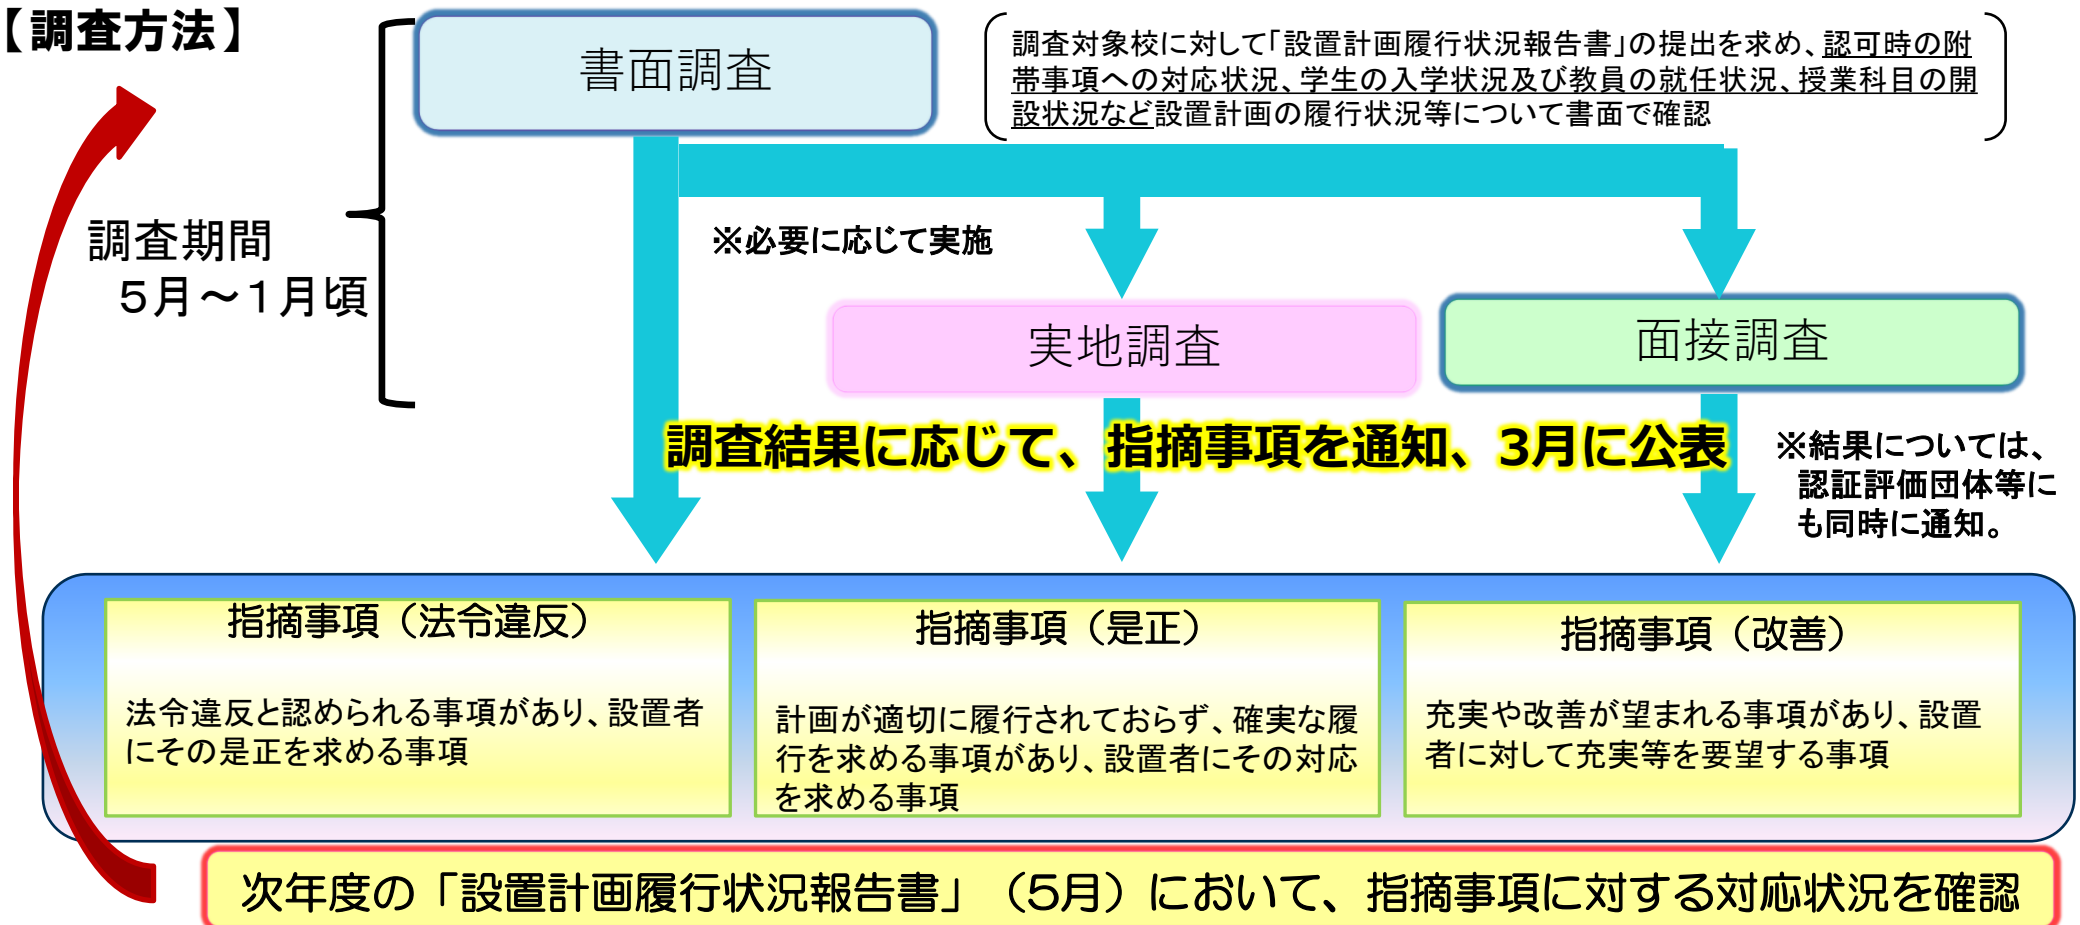 【調査方法】
書面調査
調査対象校に対して「設置計画履行状況報告書」の提出を求め、認可時の附
帯事項への対応状況、学生の入学状況及び教員の就任状況、授業科目の開
設状況など設置計画の履行状況等について書面で確認
調査期間
５月～１月頃
※必要に応じて実施
実地調査
面接調査
調査結果に応じて、指摘事項を通知、3月に公表
※結果については、
認証評価団体等に
も同時に通知。
指摘事項（法令違反）
法令違反と認められる事項があり、設置者
にその是正を求める事項
指摘事項（是正）
計画が適切に履行されておらず、確実な履
行を求める事項があり、設置者にその対応
を求める事項
指摘事項（改善）
充実や改善が望まれる事項があり、設置
者に対して充実等を要望する事項
次年度の「設置計画履行状況報告書」（５月）において、指摘事項に対する対応状況を確認